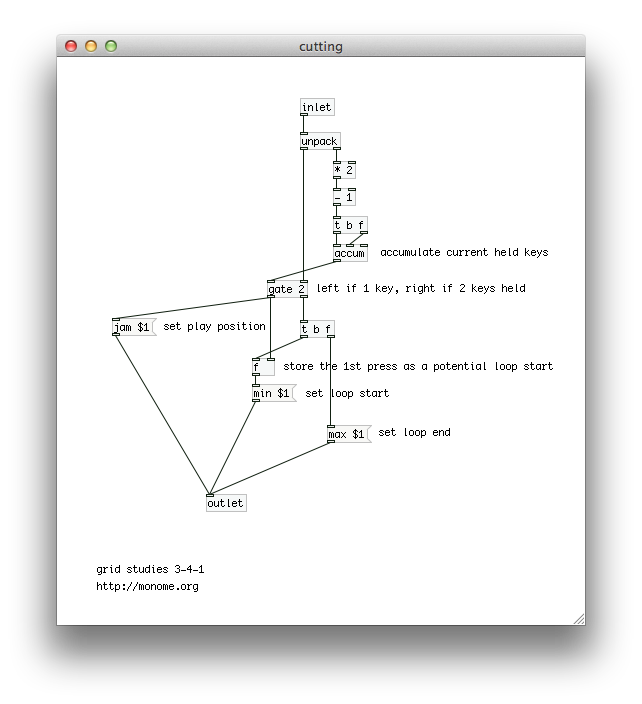 cutting
inlet
unpack
* 2
- 1
t b f
accum
accumulate current held keys
gate 2
left if 1 key, right if 2 keys held
jam $1
set play position
t b f
f
store the 1st press as a potential loop start
min $1
set loop start
max $1
set loop end
outlet
grid studies 3-4-1
http://monome.org